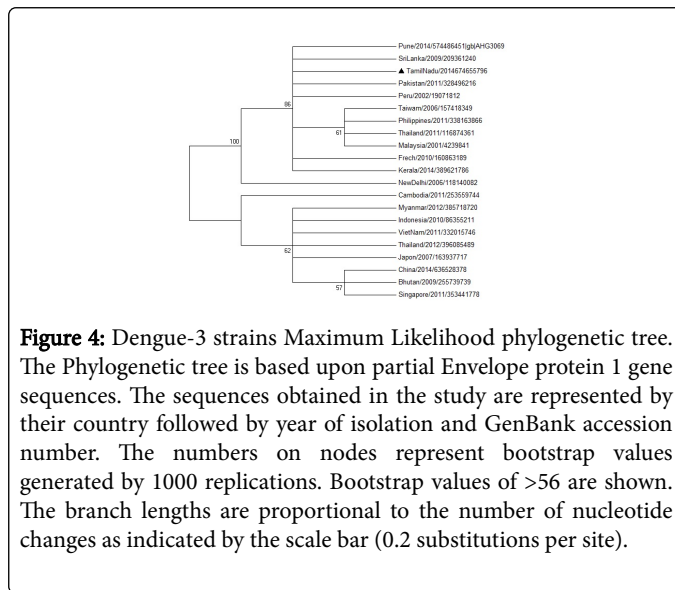 Pune/2014/574486451|gb|AHG3069
SriLanka/2009/209361240
▲ TamilNadu/2014674655796
Pakistan/2011/328496216
Peru/2002/19071812
86
Taiwam/2006/157418349
Philippines/2011/338163866
61
Thailand/2011/116874361
Malaysia/2001/4239841
100
Frech/2010/160863189
Kerala/2014/389621786
NewDelhi/2006/118140082
Cambodia/2011/253559744
Myanmar/2012/385718720
Indonesia/2010/86355211
VietNam/2011/332015746
62
Thailand/2012/396085489
Japon/2007/163937717
China/2014/636528378
57
Bhutan/2009/255739739
Singapore/2011/353441778
Figure 4: Dengue-3 strains Maximum Likelihood phylogenetic tree.
The Phylogenetic tree is based upon partial Envelope protein 1 gene
sequences. The sequences obtained in the study are represented by
their country followed by year of isolation and GenBank accession
number. The numbers on nodes represent bootstrap values
generated by 1000 replications. Bootstrap values of >56 are shown.
The branch lengths are proportional to the number of nucleotide
changes as indicated by the scale bar (0.2 substitutions per site).